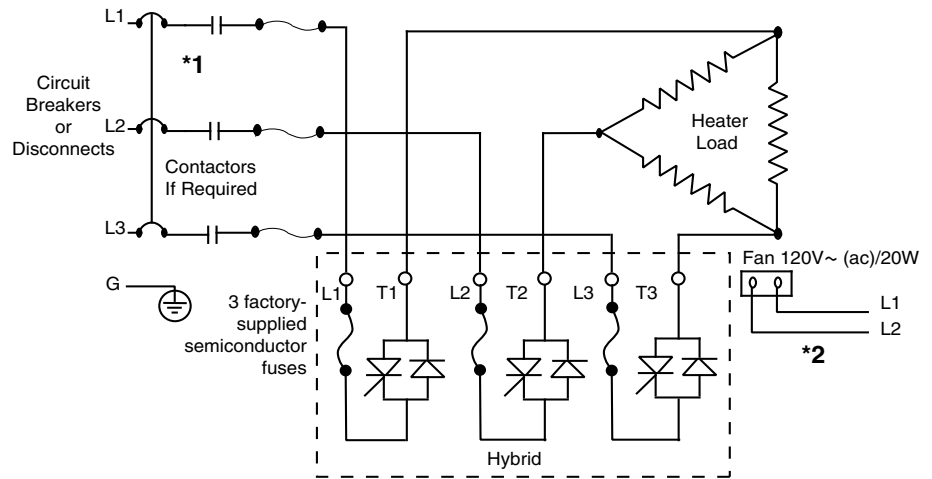 L1
*1
Circuit
Breakers
or
Disconnects
L2
Contactors
If Required
L3
G
Heater
Load
3 factory-
supplied
semiconductor
fuses
L1
T1
L2
T2
L3
T3
Hybrid
Fan 120V~ (ac)/20W
L1
L2
*2